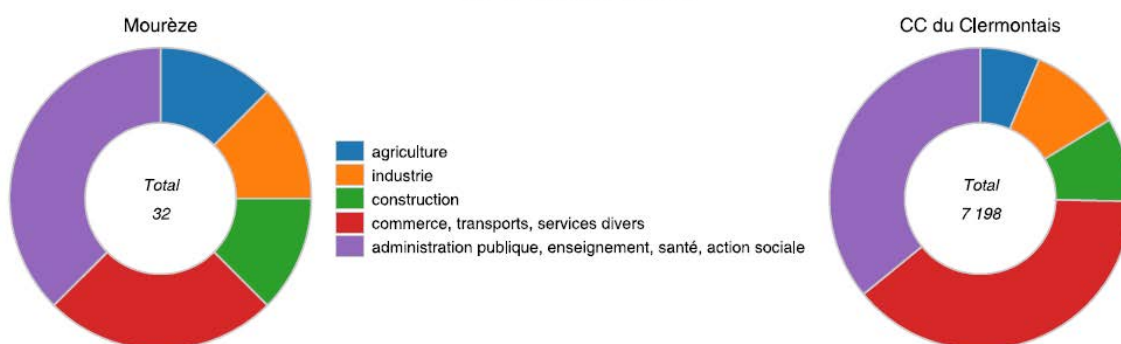 Mourèze
CC du Clermontais
Total
32
agriculture
industrie
construction
commerce, transports, services divers
administration publique, enseignement, santé, action sociale
Total
7 198